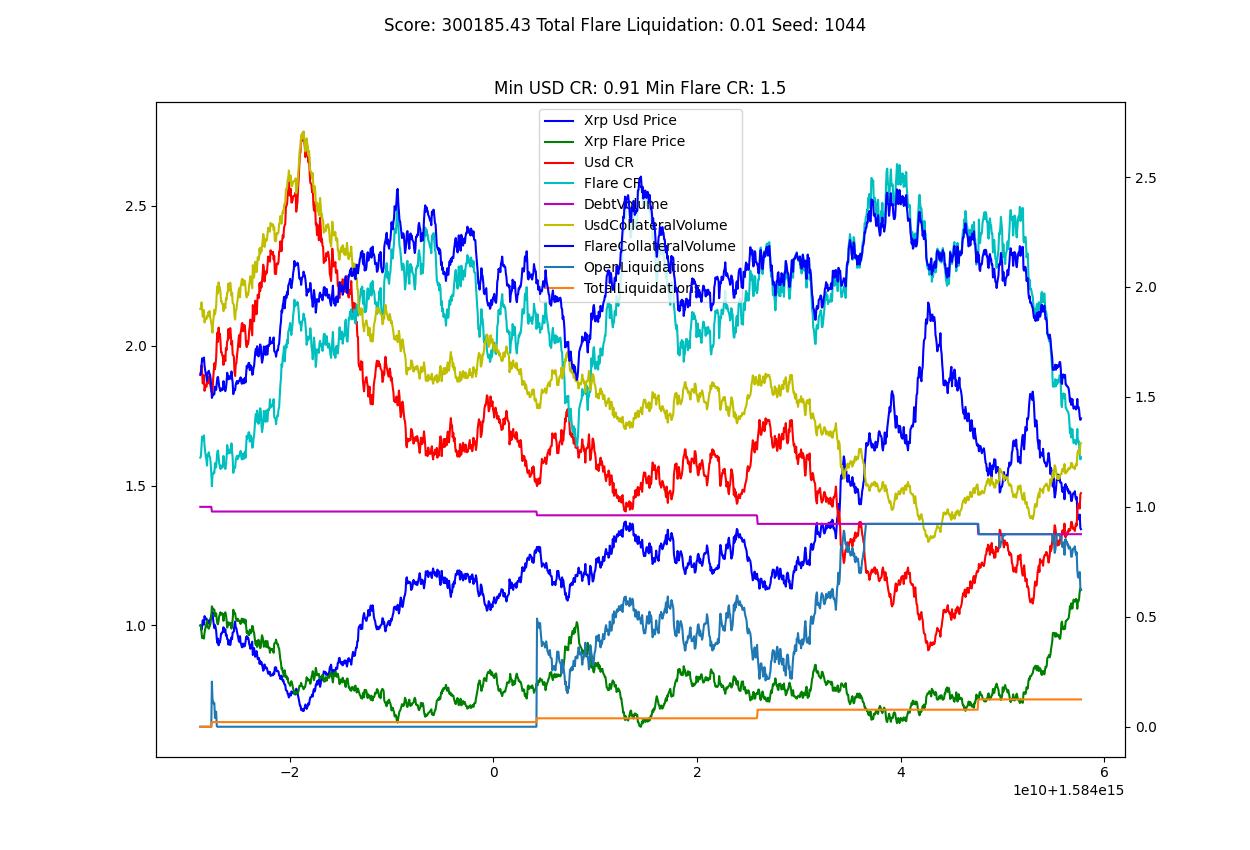 Score: 300185.43 Total Flare Liquidation: 0.01 Seed: 1044
Min USD CR: 0.91 Min Flare CR: 1.5
Xrp Usd Price
Xrp Flare Price
Usd CR
Flare CR
DebtVolume
UsdCollateralVolume
FlareCollateralVolume
OpenLiquidations
TotalLiquidations
2.5
2.0
1.5
1.0
2.5
2.0
1.5
1.0
0.5
0.0
−2
0
2
4
6
1e10+1.584e15